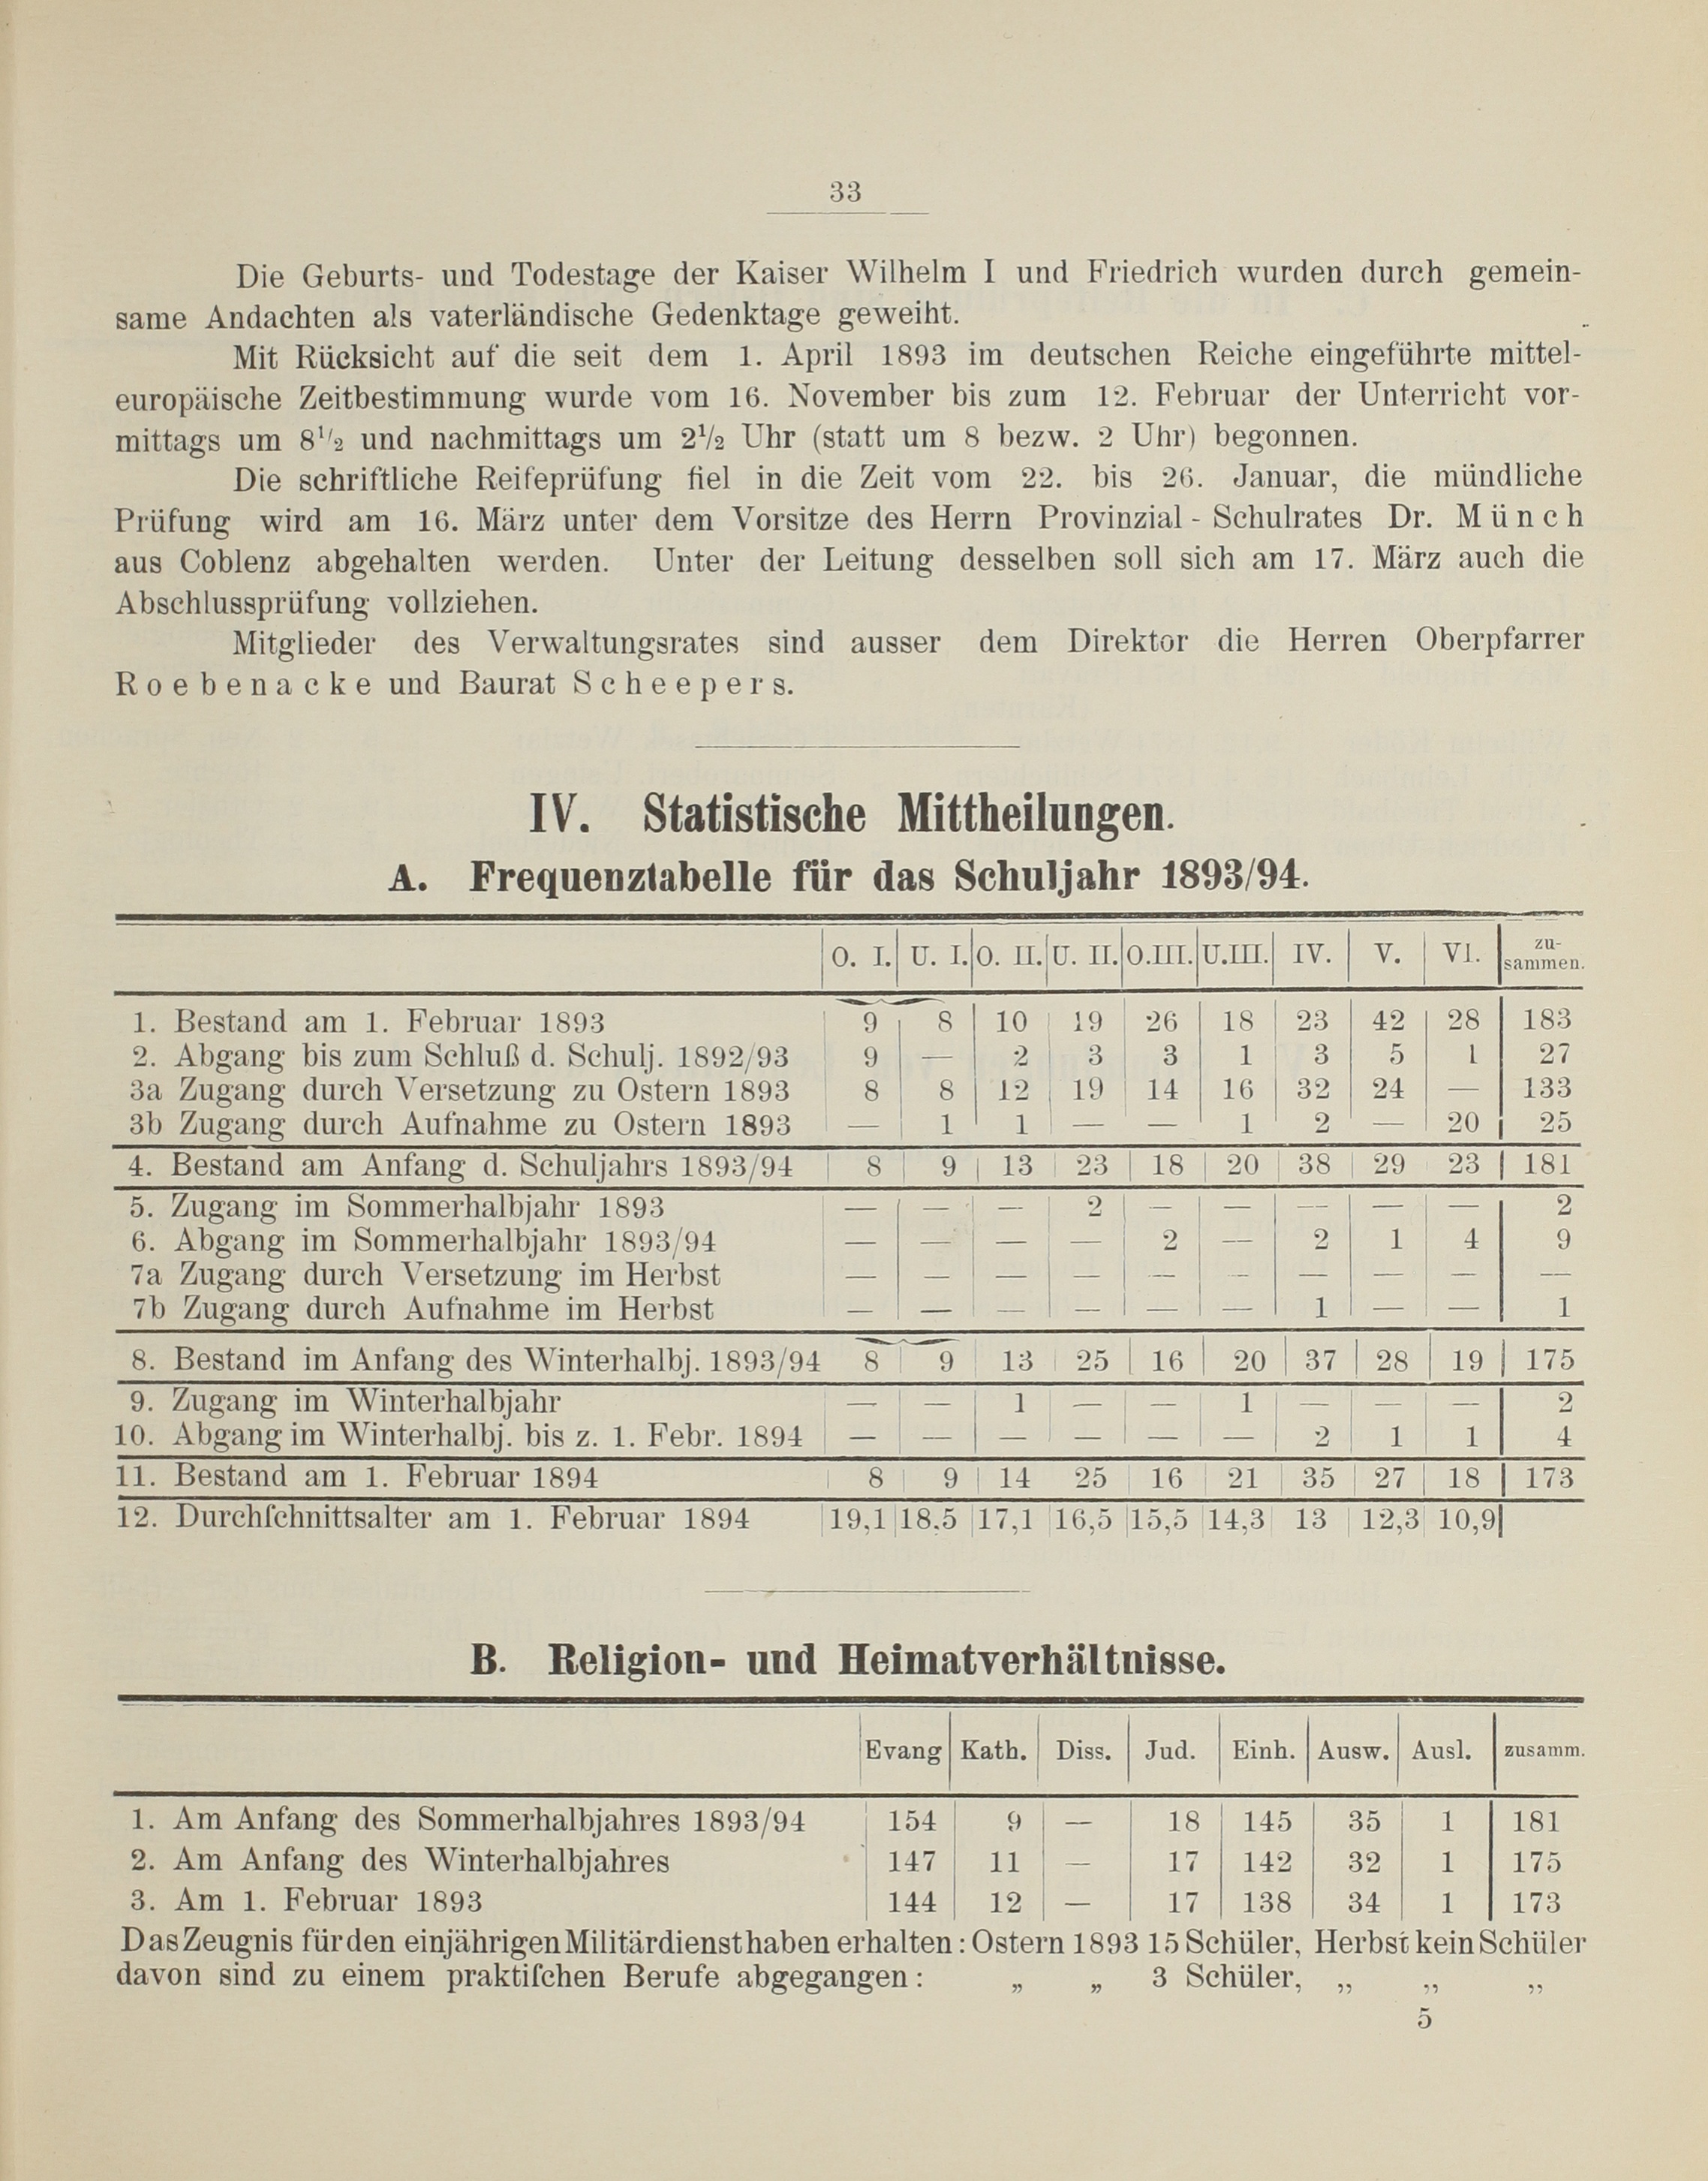 33
Die Geburts- und Todestage der Kaiser Wilhelm I und Friedrich wurden durch gemein-
same Andachten als vaterländische Gedenktage geweiht.
Mit Rücksicht auf die seit dem 1. April 1893 im deutschen Reiche eingeführte mittel-
europäische Zeitbestimmung wurde vom 16. November bis zum 12. Februar der Unterricht vor-
mittags um 8¹/₂ und nachmittags um 2¹/₂ Uhr (statt um 8 bezw. 2 Uhr) begonnen.
Die schriftliche Reifeprüfung fiel in die Zeit vom 22. bis 26. Januar, die mündliche
Prüfung wird am 16. März unter dem Vorsitze des Herrn Provinzial - Schulrates Dr. Münch
aus Coblenz abgehalten werden. Unter der Leitung desselben soll sich am 17. März auch die
Abschlussprüfung vollziehen.
Mitglieder des Verwaltungsrates sind ausser dem Direktor die Herren Oberpfarrer
Roebenacke und Baurat Scheepers.
IV. Statistische Mittheilungen.
A. Frequenztabelle für das Schuljahr 1893/94.
O. I. U. I. O. II. U. II. O.III. U.III. IV. V. VI. zu-
sammen.
1. Bestand am 1. Februar 1893 9 8 10 19 26 18 23 42 28 183
2. Abgang bis zum Schluß d. Schulj. 1892/93 9 — 2 3 3 1 3 5 1 27
3a Zugang durch Versetzung zu Ostern 1893 8 8 12 19 14 16 32 24 — 133
3b Zugang durch Aufnahme zu Ostern 1893 — 1 1 — — 1 2 — 20 25
4. Bestand am Anfang d. Schuljahrs 1893/94 8 9 13 23 18 20 38 29 23 181
5. Zugang im Sommerhalbjahr 1893 — — — 2 — — — — — 2
6. Abgang im Sommerhalbjahr 1893/94 — — — — 2 — 2 1 4 9
7a Zugang durch Versetzung im Herbst — — — — — — — — — —
7b Zugang durch Aufnahme im Herbst — — — — — — 1 — — 1
8. Bestand im Anfang des Winterhalbj. 1893/94 8 9 13 25 16 20 37 28 19 175
9. Zugang im Winterhalbjahr — — 1 — — 1 — — — 2
10. Abgang im Winterhalbj. bis z. 1. Febr. 1894 — — — — — — 2 1 1 4
11. Bestand am 1. Februar 1894 8 9 14 25 16 21 35 27 18 173
12. Durchſchnittsalter am 1. Februar 1894 19,1 18,5 17,1 16,5 15,5 14,3 13 12,3 10,9
B. Religion- und Heimatverhältnisse.
Evang Kath. Diss. Jud. Einh. Ausw. Ausl. zusamm.
1. Am Anfang des Sommerhalbjahres 1893/94 154 9 — 18 145 35 1 181
2. Am Anfang des Winterhalbjahres 147 11 — 17 142 32 1 175
3. Am 1. Februar 1893 144 12 — 17 138 34 1 173
Das Zeugnis für den einjährigen Militärdienst haben erhalten: Ostern 1893 15 Schüler, Herbst kein Schüler
davon sind zu einem praktiſchen Berufe abgegangen: „ „ 3 Schüler, „ „ „
5